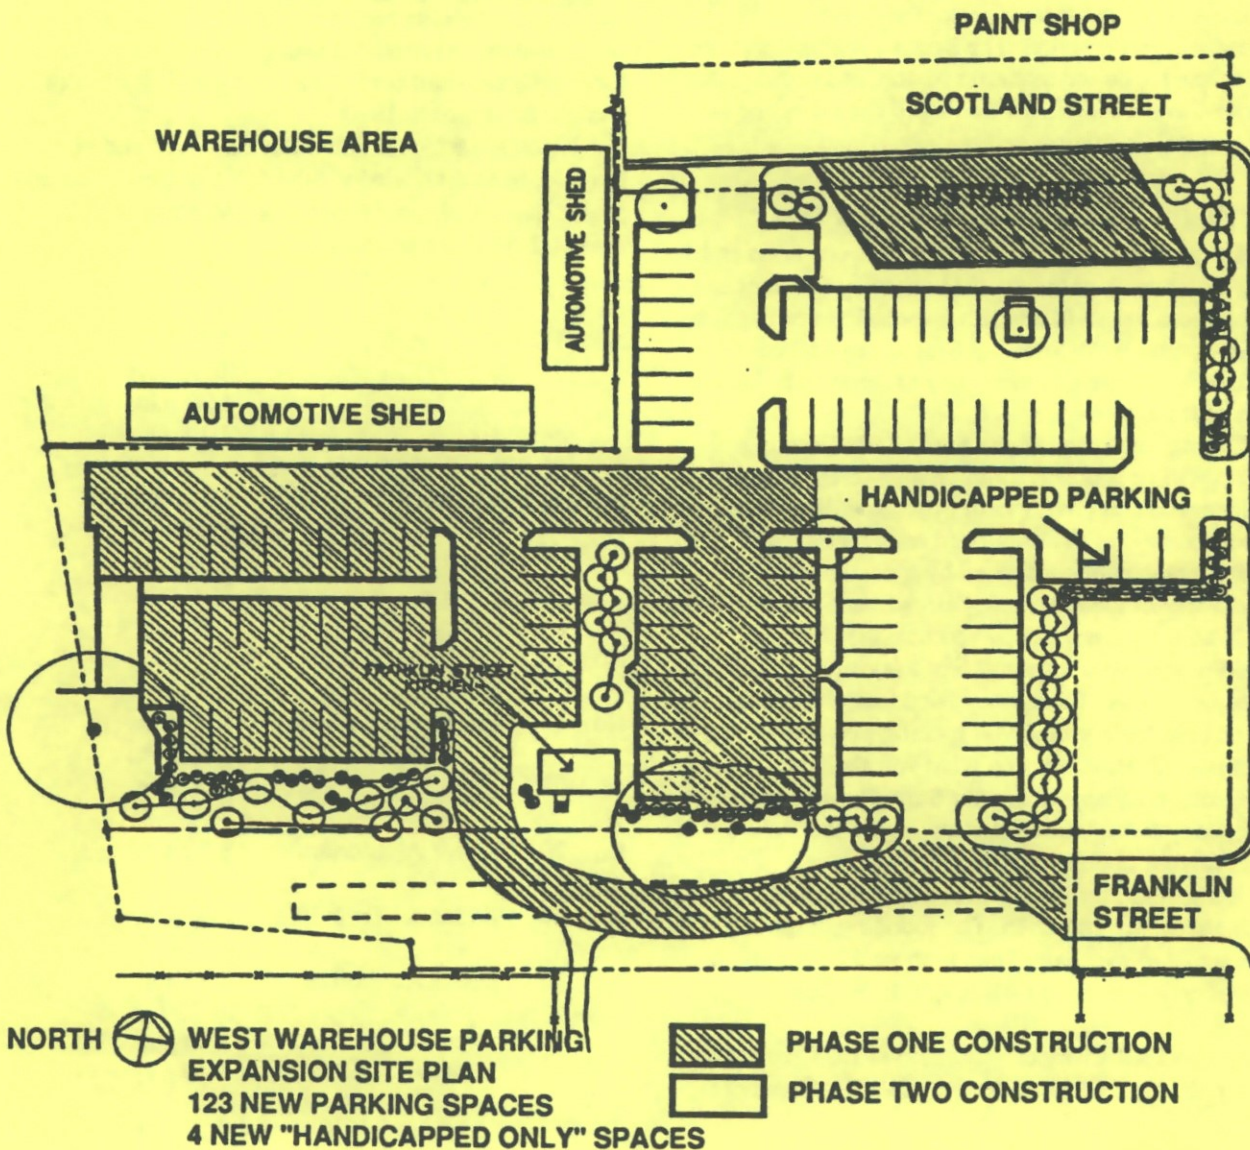 PAINT SHOP
SCOTLAND STREET
WAREHOUSE AREA
AUTOMOTIVE SHED
BUS PARKING
AUTOMOTIVE SHED
HANDICAPPED PARKING
FRANKLIN STREET
KITCHEN
FRANKLIN
STREET
NORTH
WEST WAREHOUSE PARKING
EXPANSION SITE PLAN
123 NEW PARKING SPACES
4 NEW "HANDICAPPED ONLY" SPACES
PHASE ONE CONSTRUCTION
PHASE TWO CONSTRUCTION